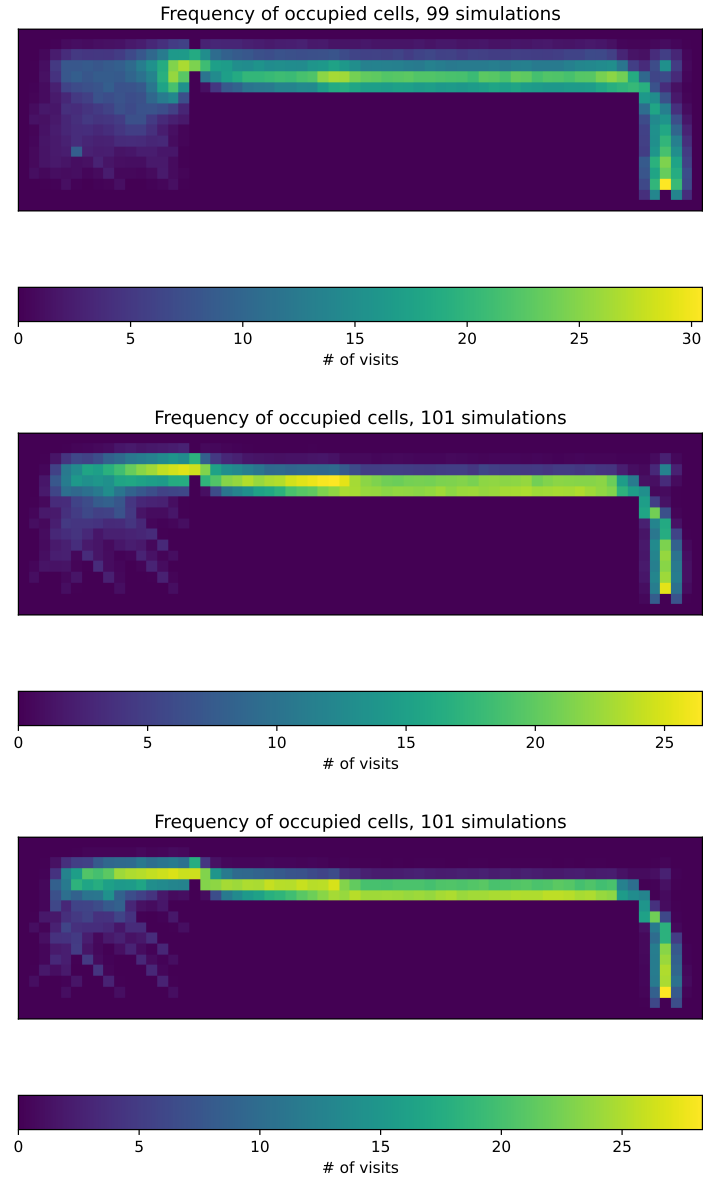 Frequency of occupied cells, 99 simulations
0 5 10 15 20 25 30
# of visits
Frequency of occupied cells, 101 simulations
0 5 10 15 20 25
# of visits
Frequency of occupied cells, 101 simulations
0 5 10 15 20 25
# of visits